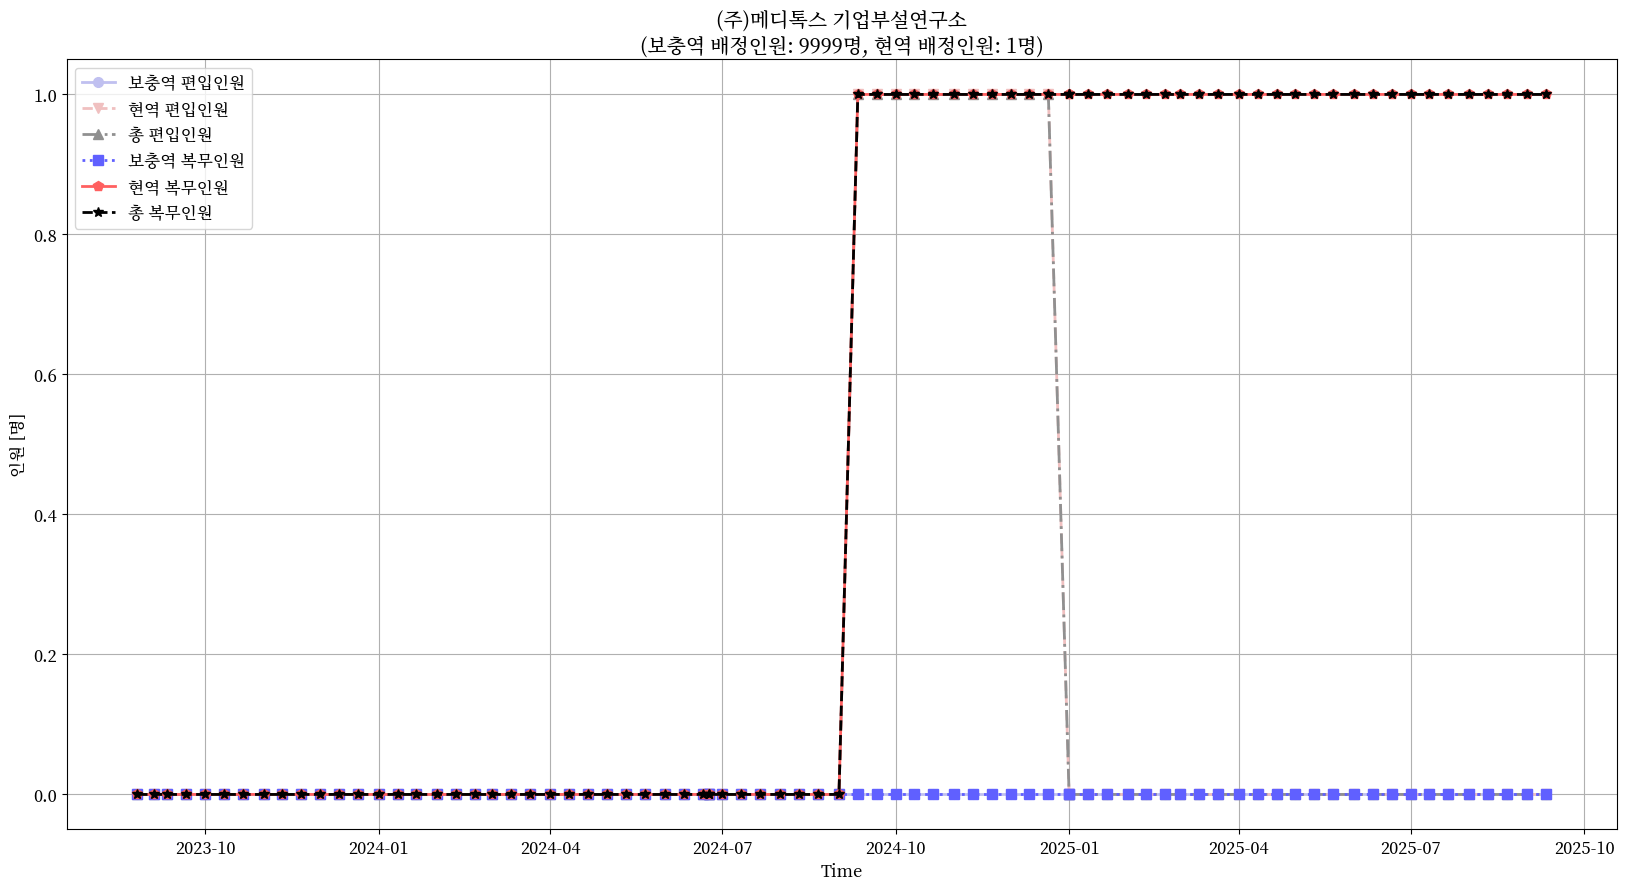 (주)메디톡스 기업부설연구소
(보충역 배정인원: 9999명, 현역 배정인원: 1명)
보충역 편입인원
현역 편입인원
총 편입인원
보충역 복무인원
현역 복무인원
총 복무인원
1.0
0.8
0.6
0.4
0.2
0.0
인원 [명]
2023-10
2024-01
2024-04
2024-07
2024-10
2025-01
2025-04
2025-07
2025-10
Time